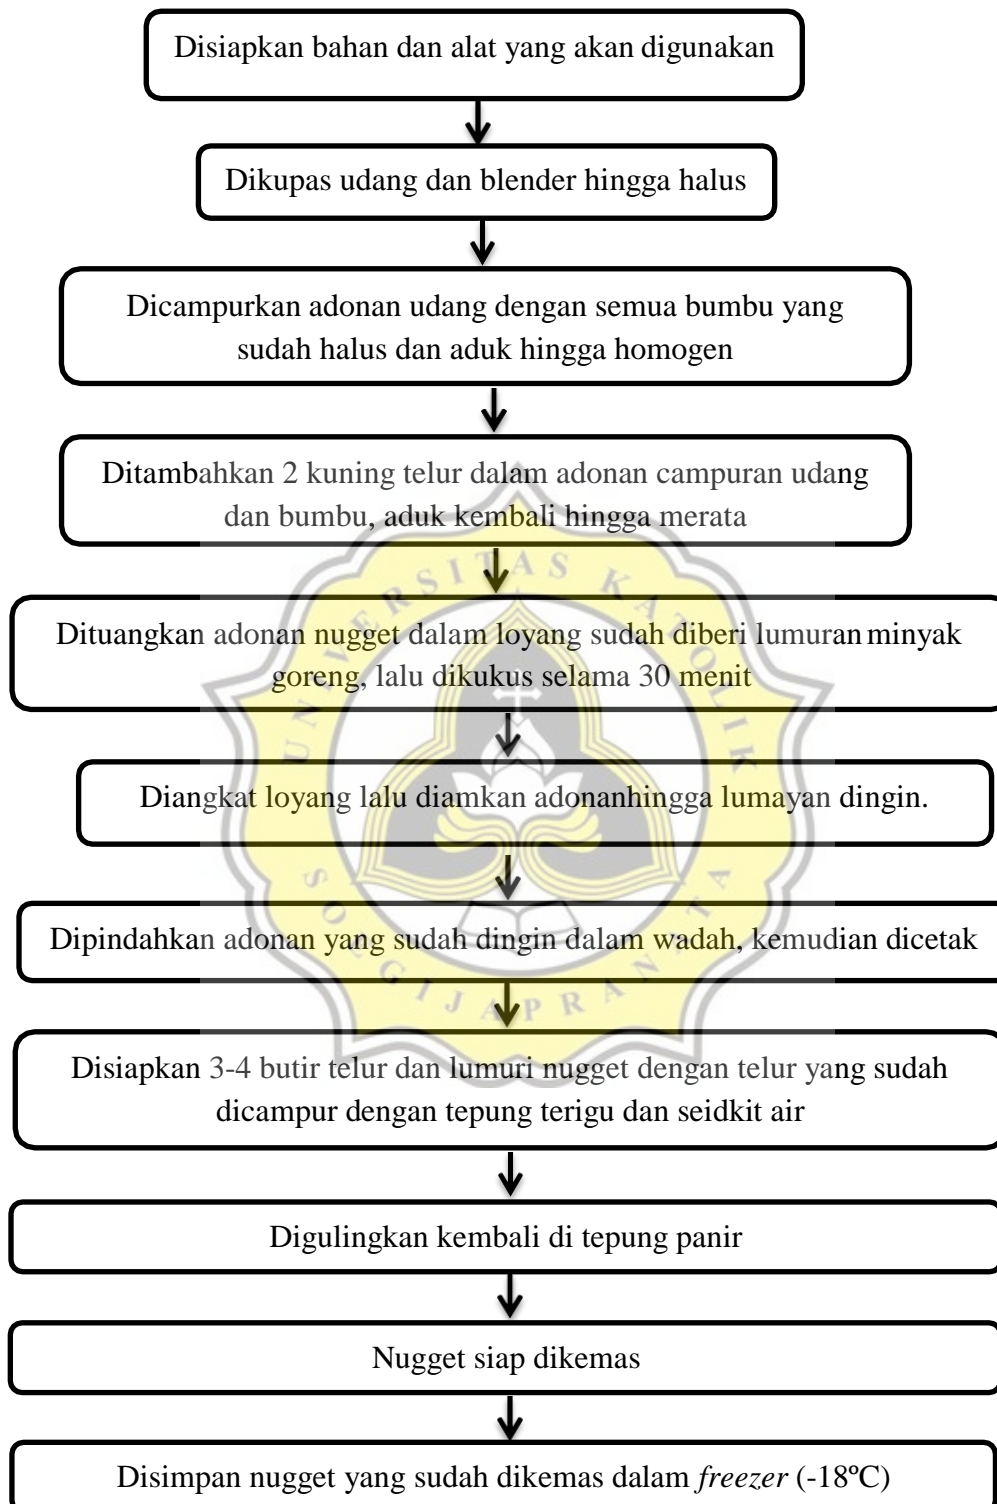 Disiapkan bahan dan alat yang akan digunakan
Dikupas udang dan blender hingga halus
Dicampurkan adonan udang dengan semua bumbu yang
sudah halus dan aduk hingga homogen
Ditambahkan 2 kuning telur dalam adonan campuran udang
dan bumbu, aduk kembali hingga merata
Dituangkan adonan nugget dalam loyang sudah diberi lumuran minyak
goreng, lalu dikukus selama 30 menit
Diangkat loyang lalu diamkan adonanhingga lumayan dingin.
Dipindahkan adonan yang sudah dingin dalam wadah, kemudian dicetak
Disiapkan 3-4 butir telur dan lumuri nugget dengan telur yang sudah
dicampur dengan tepung terigu dan seidkit air
Digulingkan kembali di tepung panir
Nugget siap dikemas
Disimpan nugget yang sudah dikemas dalam freezer (-18ºC)
UNIVERSITAS KATOLIK
SOEGIJAPRANATA